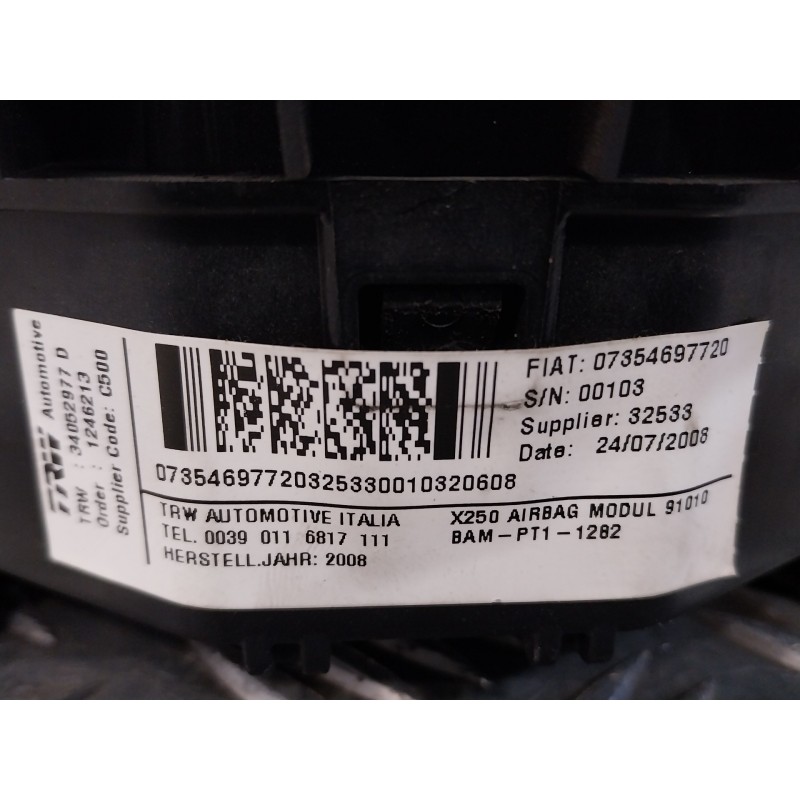 TRW Automotive
TRW : 34052977 D
Order : 1246213
Supplier Code: C500
FIAT: 07354697720
S/N: 00103
Supplier: 32533
Date: 24/07/2008
07354697720325330010320608
TRW AUTOMOTIVE ITALIA
TEL. 0039 011 6817 111
HERSTELL.JAHR: 2008
X250 AIRBAG MODUL 91010
BAM-PT1-1282